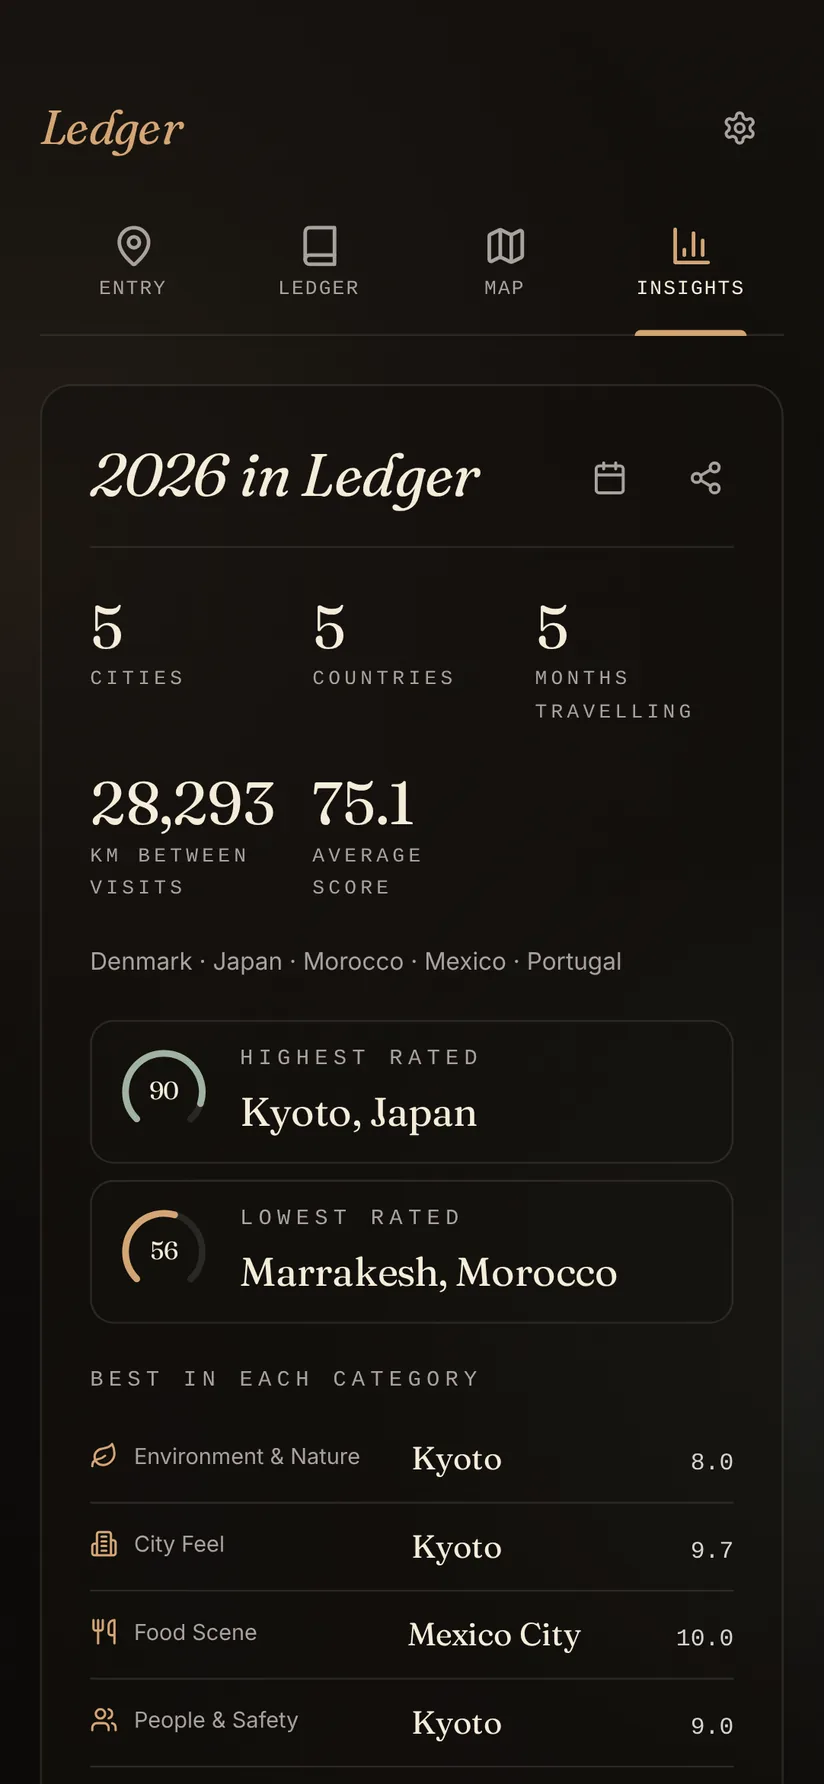 Ledger
ENTRY LEDGER MAP INSIGHTS
2026 in Ledger
5 5 5
CITIES COUNTRIES MONTHS
TRAVELLING
28,293 75.1
KM BETWEEN AVERAGE
VISITS SCORE
Denmark · Japan · Morocco · Mexico · Portugal
90 HIGHEST RATED
Kyoto, Japan
56 LOWEST RATED
Marrakesh, Morocco
BEST IN EACH CATEGORY
Environment & Nature Kyoto 8.0
City Feel Kyoto 9.7
Food Scene Mexico City 10.0
People & Safety Kyoto 9.0